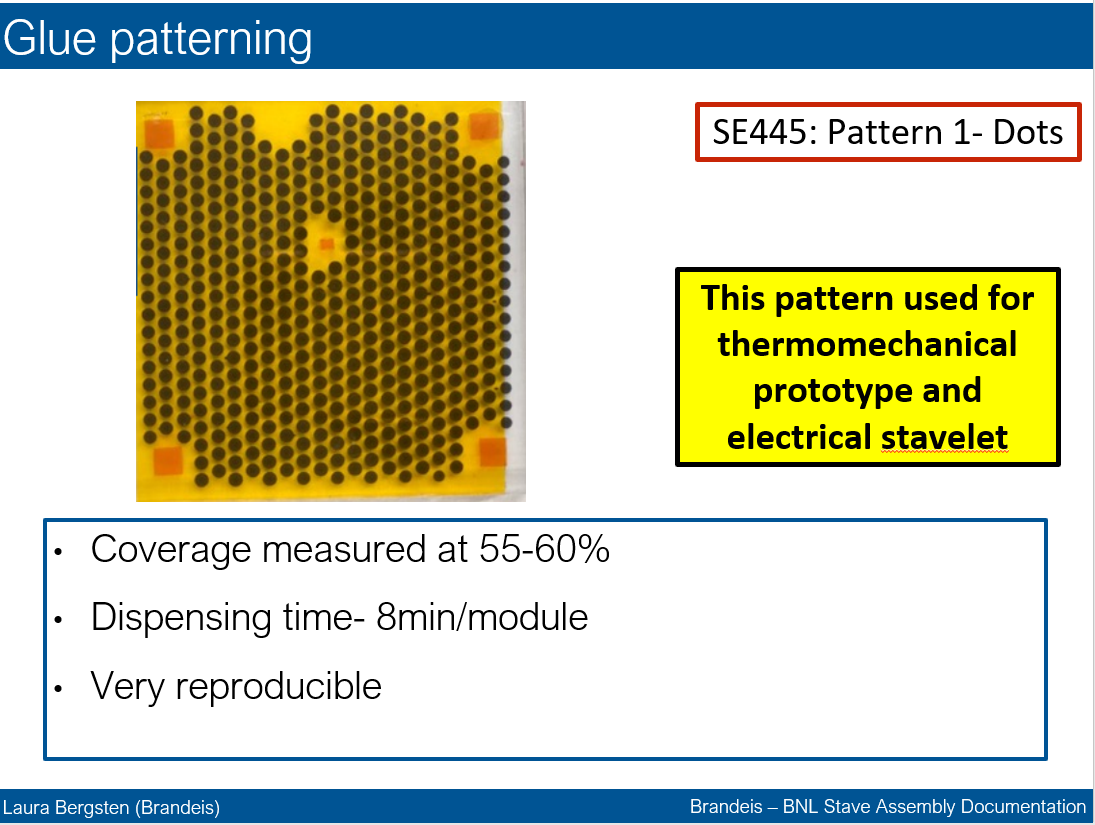 Glue patterning
SE445: Pattern 1- Dots
This pattern used for
thermomechanical
prototype and
electrical stavelet
• Coverage measured at 55-60%
• Dispensing time- 8min/module
• Very reproducible
Laura Bergsten (Brandeis)
Brandeis – BNL Stave Assembly Documentation